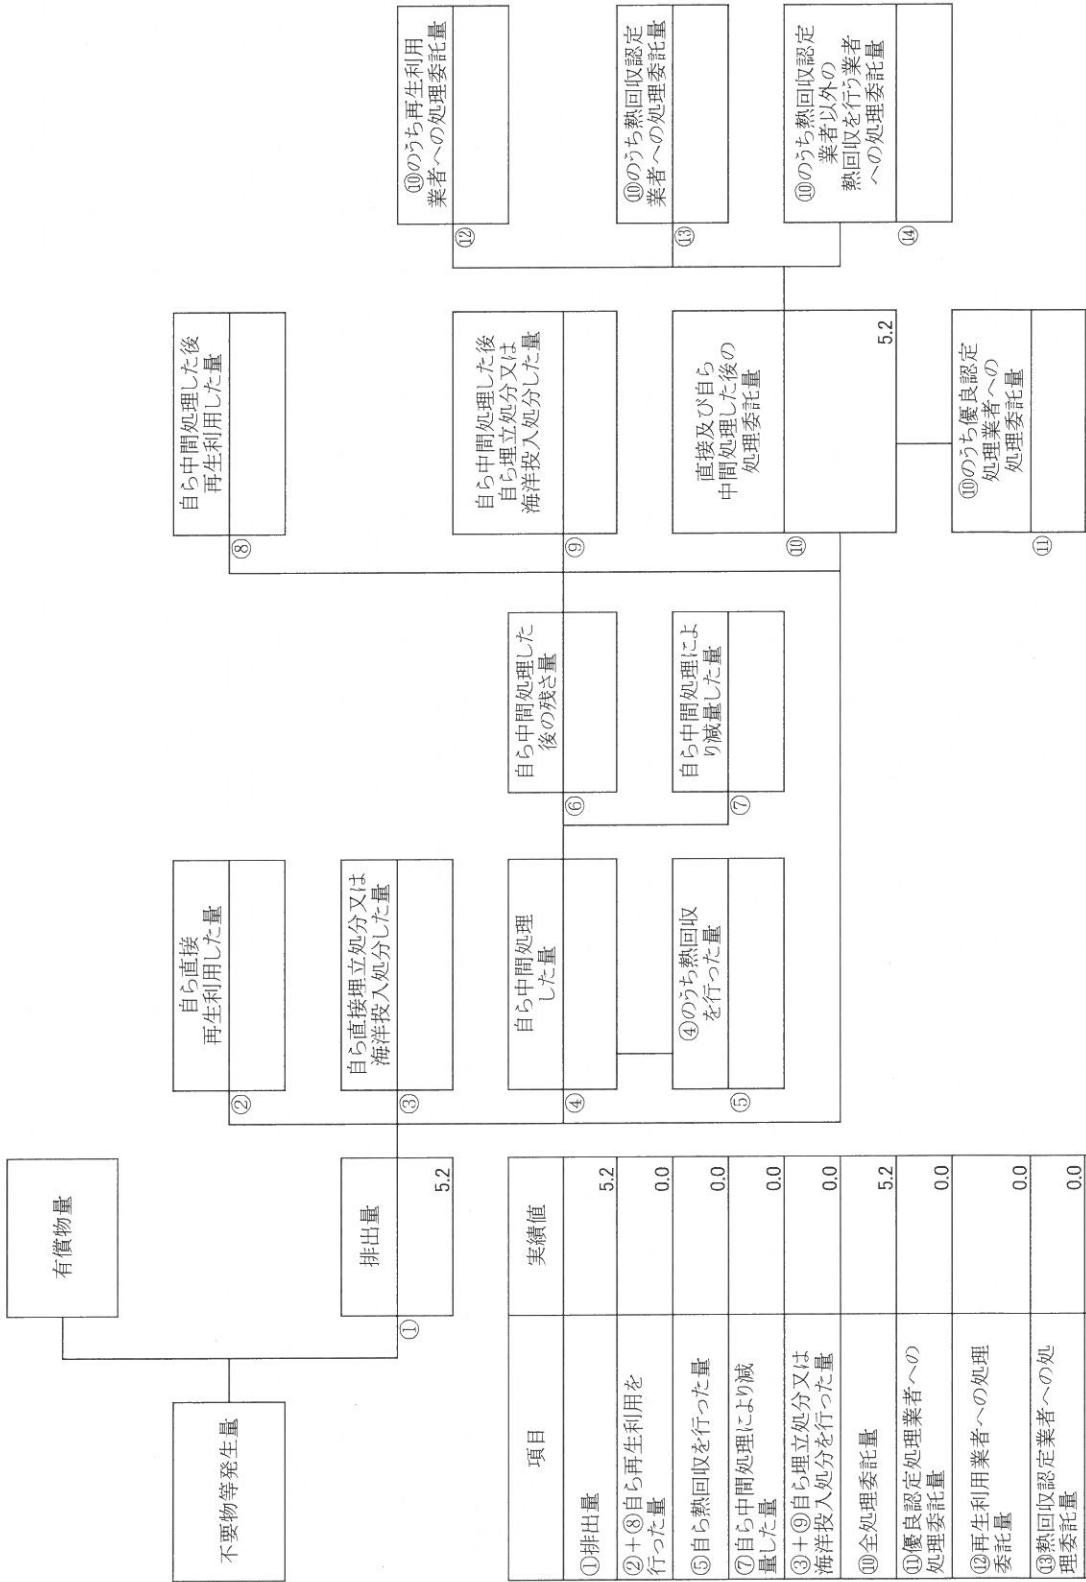 不要物等発生量
有償物量
排出量
①
5.2
自ら直接
再生利用した量
②
自ら直接埋立処分又は
海洋投入処分した量
③
自ら中間処理
した量
④
④のうち熱回収
を行った量
⑤
自ら中間処理した
後の残さ量
⑥
自ら中間処理によ
り減量した量
⑦
自ら中間処理した後
再生利用した量
⑧
自ら中間処理した後
自ら埋立処分又は
海洋投入処分した量
⑨
直接及び自ら
中間処理した後の
処理委託量
⑩
5.2
⑩のうち優良認定
処理業者への
処理委託量
⑪
⑩のうち再生利用
業者への処理委託量
⑫
⑩のうち熱回収認定
業者への処理委託量
⑬
⑩のうち熱回収認定
業者以外の
熱回収を行う業者
への処理委託量
⑭
項目 実績値
①排出量 5.2
②+⑧自ら再生利用を
行った量 0.0
⑤自ら熱回収を行った量 0.0
⑦自ら中間処理により減
量した量 0.0
③+⑨自ら埋立処分又は
海洋投入処分を行った量 0.0
⑩全処理委託量 5.2
⑪優良認定処理業者への
処理委託量 0.0
⑫再生利用業者への処理
委託量 0.0
⑬熱回収認定業者への処
理委託量 0.0